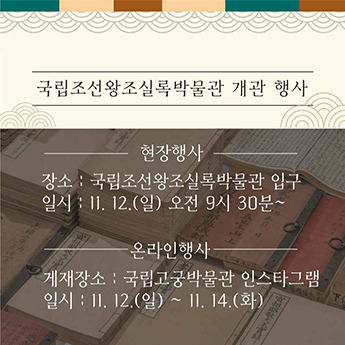 국립조선왕조실록박물관 개관 행사
현장행사
장소 : 국립조선왕조실록박물관 입구
일시 : 11. 12.(일) 오전 9시 30분~
온라인행사
게재장소 : 국립고궁박물관 인스타그램
일시 : 11. 12.(일) ~ 11. 14.(화)